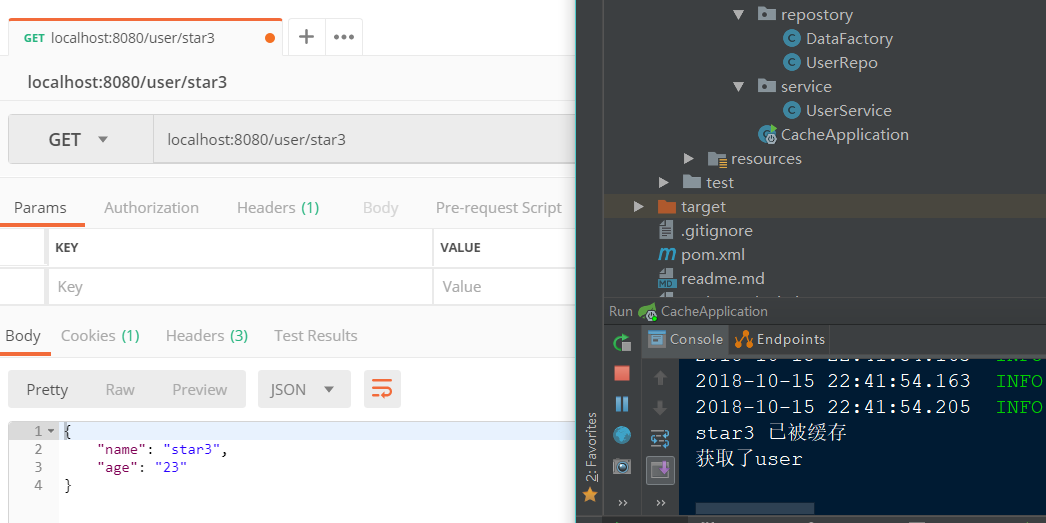 GET localhost:8080/user/star3
localhost:8080/user/star3
GET localhost:8080/user/star3
Params Authorization Headers (1) Body Pre-request Script
KEY VALUE
Key Value
Body Cookies (1) Headers (3) Test Results
Pretty Raw Preview JSON
1 {
2 "name": "star3",
3 "age": "23"
4 }
repostory
DataFactory
UserRepo
service
UserService
CacheApplication
resources
test
target
.gitignore
pom.xml
readme.md
Run CacheApplication
Console Endpoints
2018-10-15 22:41:54.163 INFO
2018-10-15 22:41:54.205 INFO
star3 已被缓存
获取了user
2: Favorites